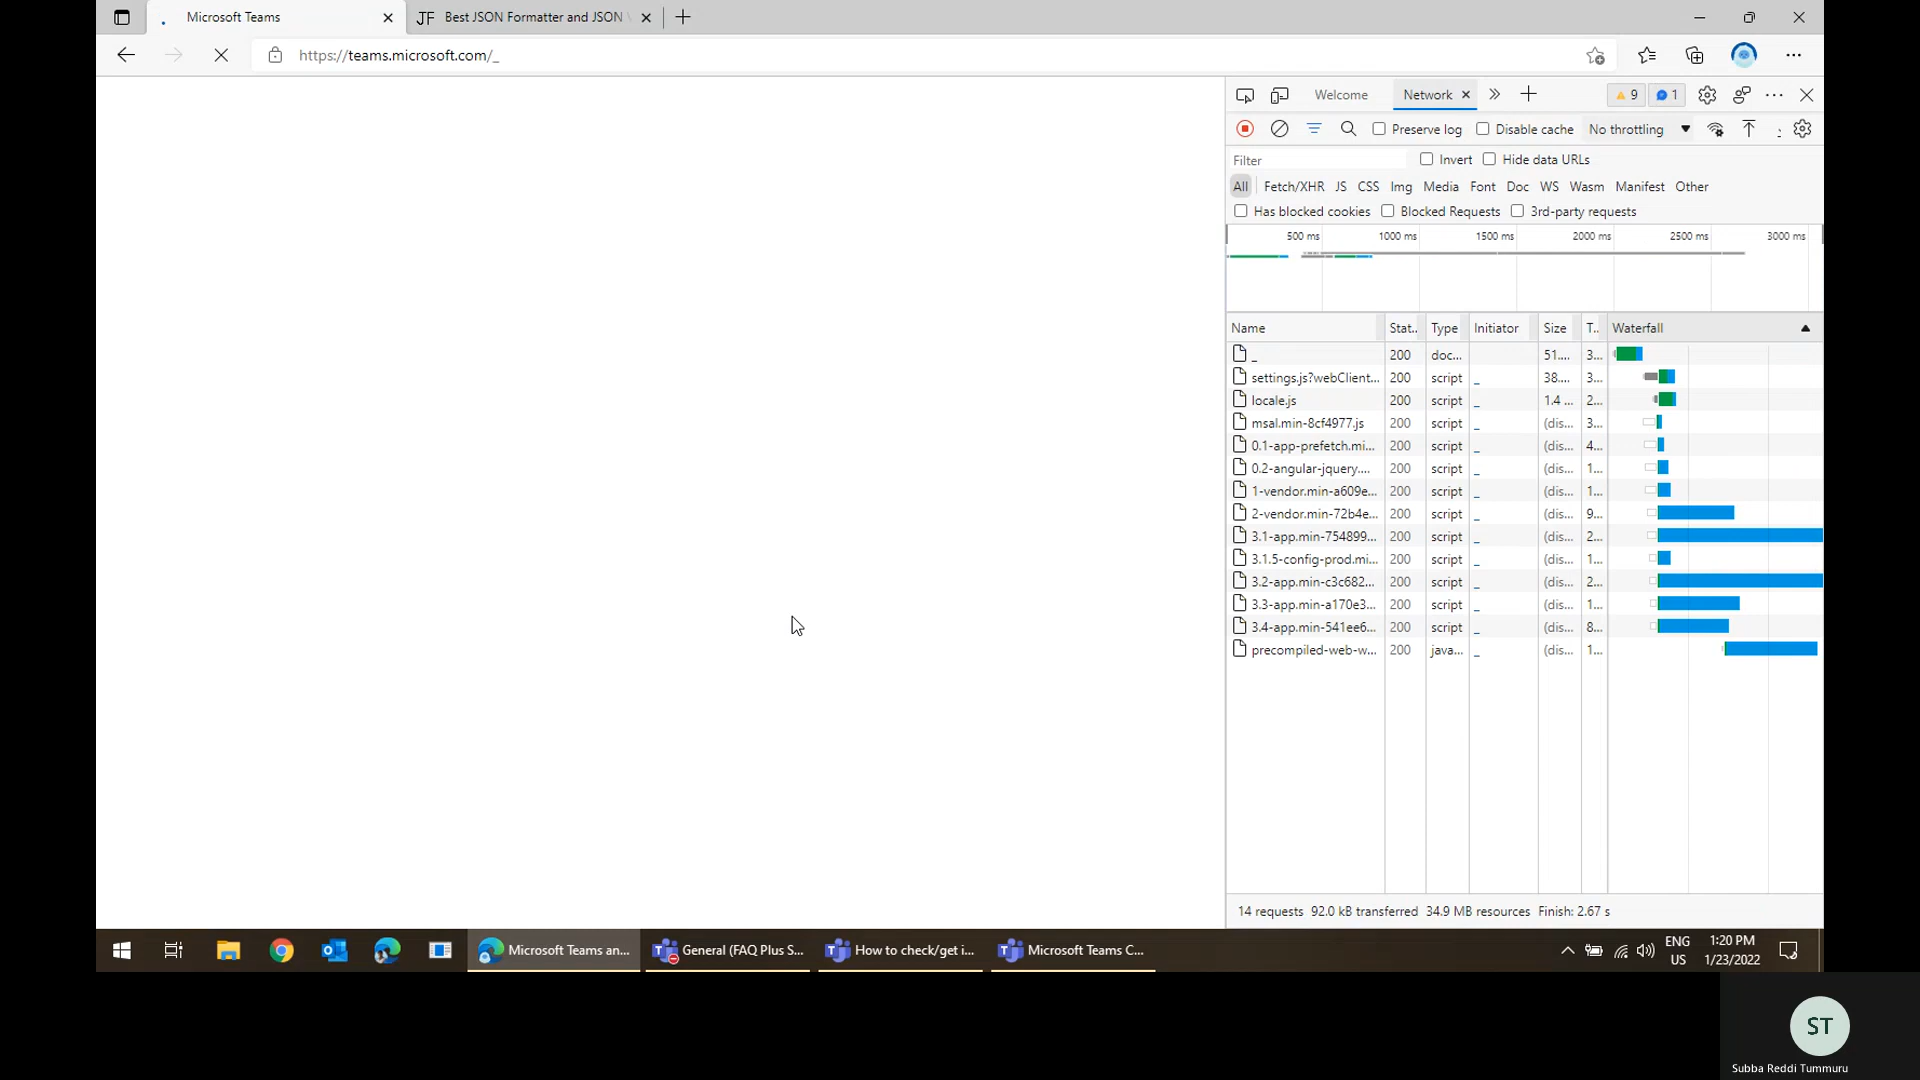 Microsoft Teams
JF Best JSON Formatter and JSON
https://teams.microsoft.com/_
Welcome Network 9 1
Preserve log Disable cache No throttling
Filter Invert Hide data URLs
All Fetch/XHR JS CSS Img Media Font Doc WS Wasm Manifest Other
Has blocked cookies Blocked Requests 3rd-party requests
500 ms 1000 ms 1500 ms 2000 ms 2500 ms 3000 ms
Name Stat.. Type Initiator Size T.. Waterfall
_ 200 doc... 51.... 3...
settings.js?webClient... 200 script _ 38.... 3...
locale.js 200 script _ 1.4 ... 2...
msal.min-8cf4977.js 200 script _ (dis... 3...
0.1-app-prefetch.mi... 200 script _ (dis... 4...
0.2-angular-jquery.... 200 script _ (dis... 1...
1-vendor.min-a609e... 200 script _ (dis... 1...
2-vendor.min-72b4e... 200 script _ (dis... 9...
3.1-app.min-754899... 200 script _ (dis... 2...
3.1.5-config-prod.mi... 200 script _ (dis... 1...
3.2-app.min-c3c682... 200 script _ (dis... 2...
3.3-app.min-a170e3... 200 script _ (dis... 1...
3.4-app.min-541ee6... 200 script _ (dis... 8...
precompiled-web-w... 200 java... _ (dis... 1...
14 requests 92.0 kB transferred 34.9 MB resources Finish: 2.67 s
Microsoft Teams an... General (FAQ Plus S... How to check/get i... Microsoft Teams C...
ENG 1:20 PM
US 1/23/2022
ST
Subba Reddi Tummuru